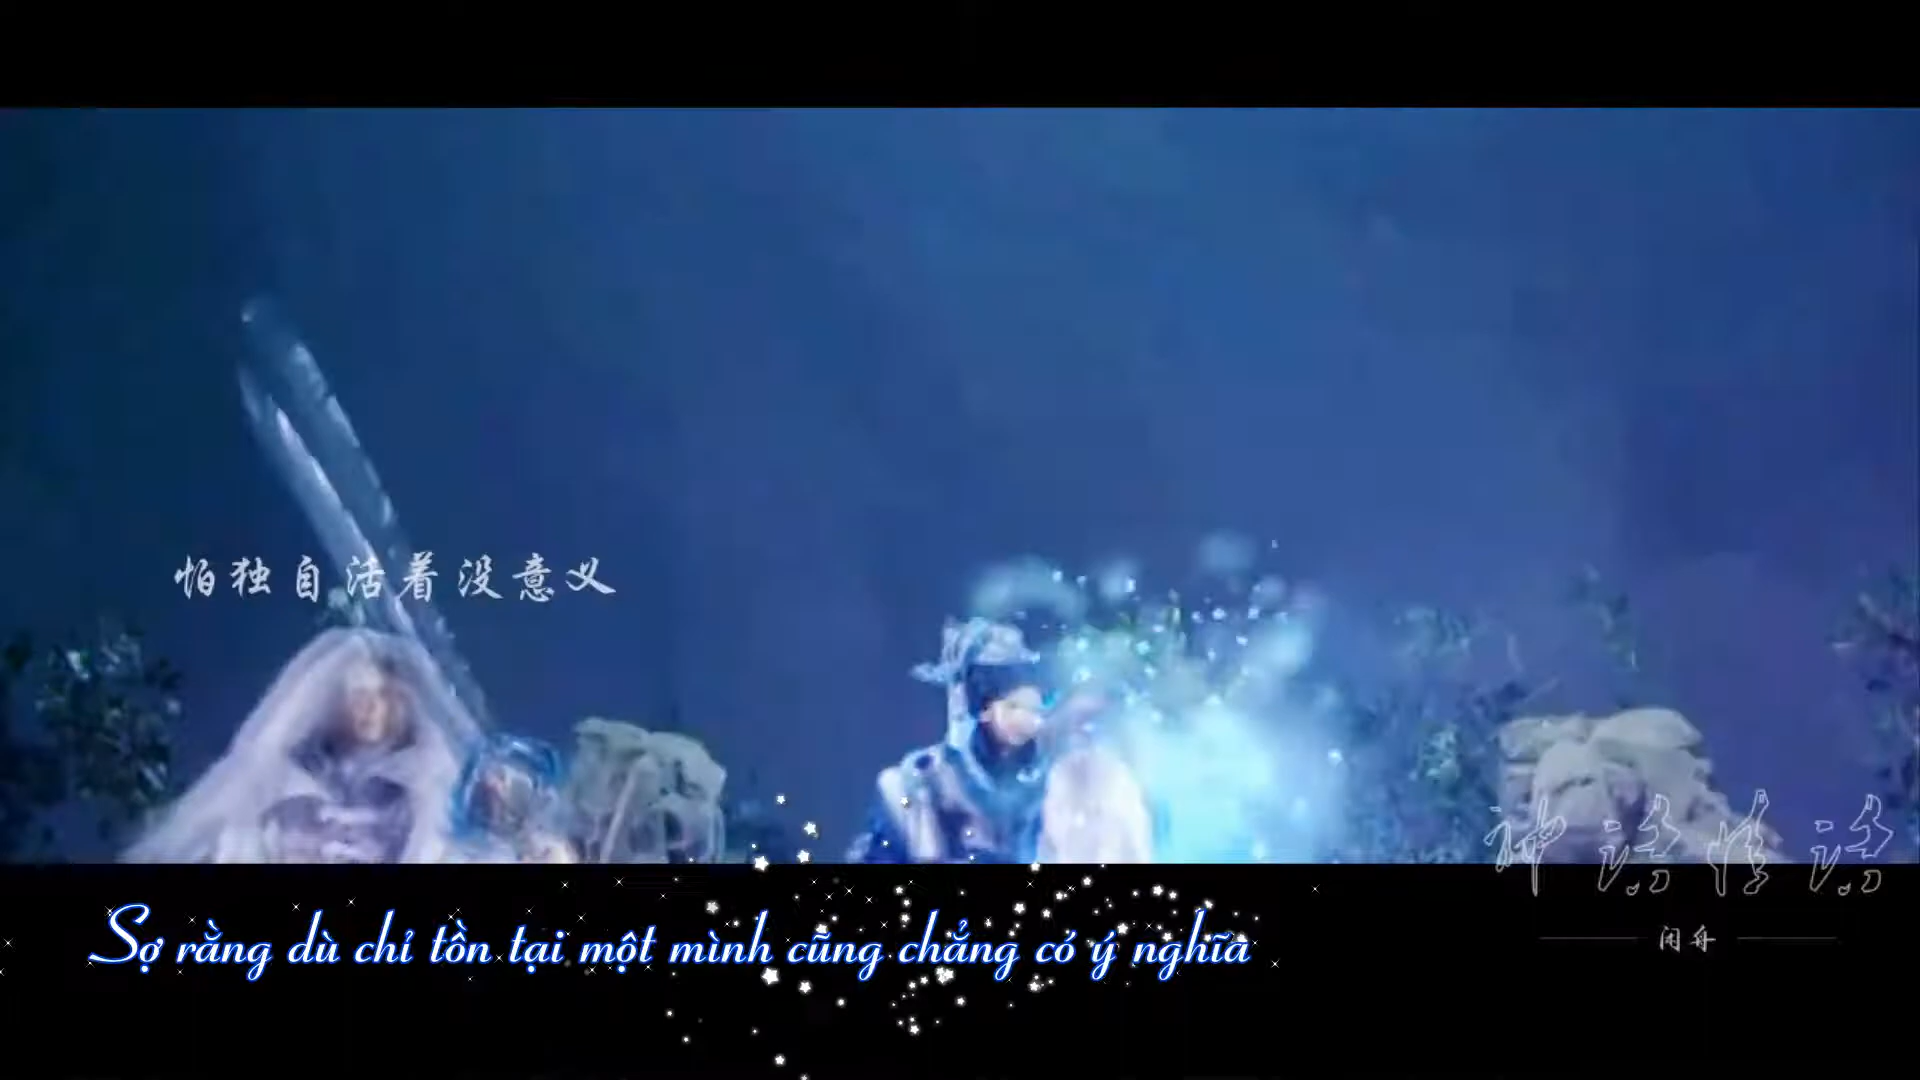 怕独自活着没意义
神语情话
闲舟
Sợ rằng dù chỉ tồn tại một mình cũng chẳng có ý nghĩa